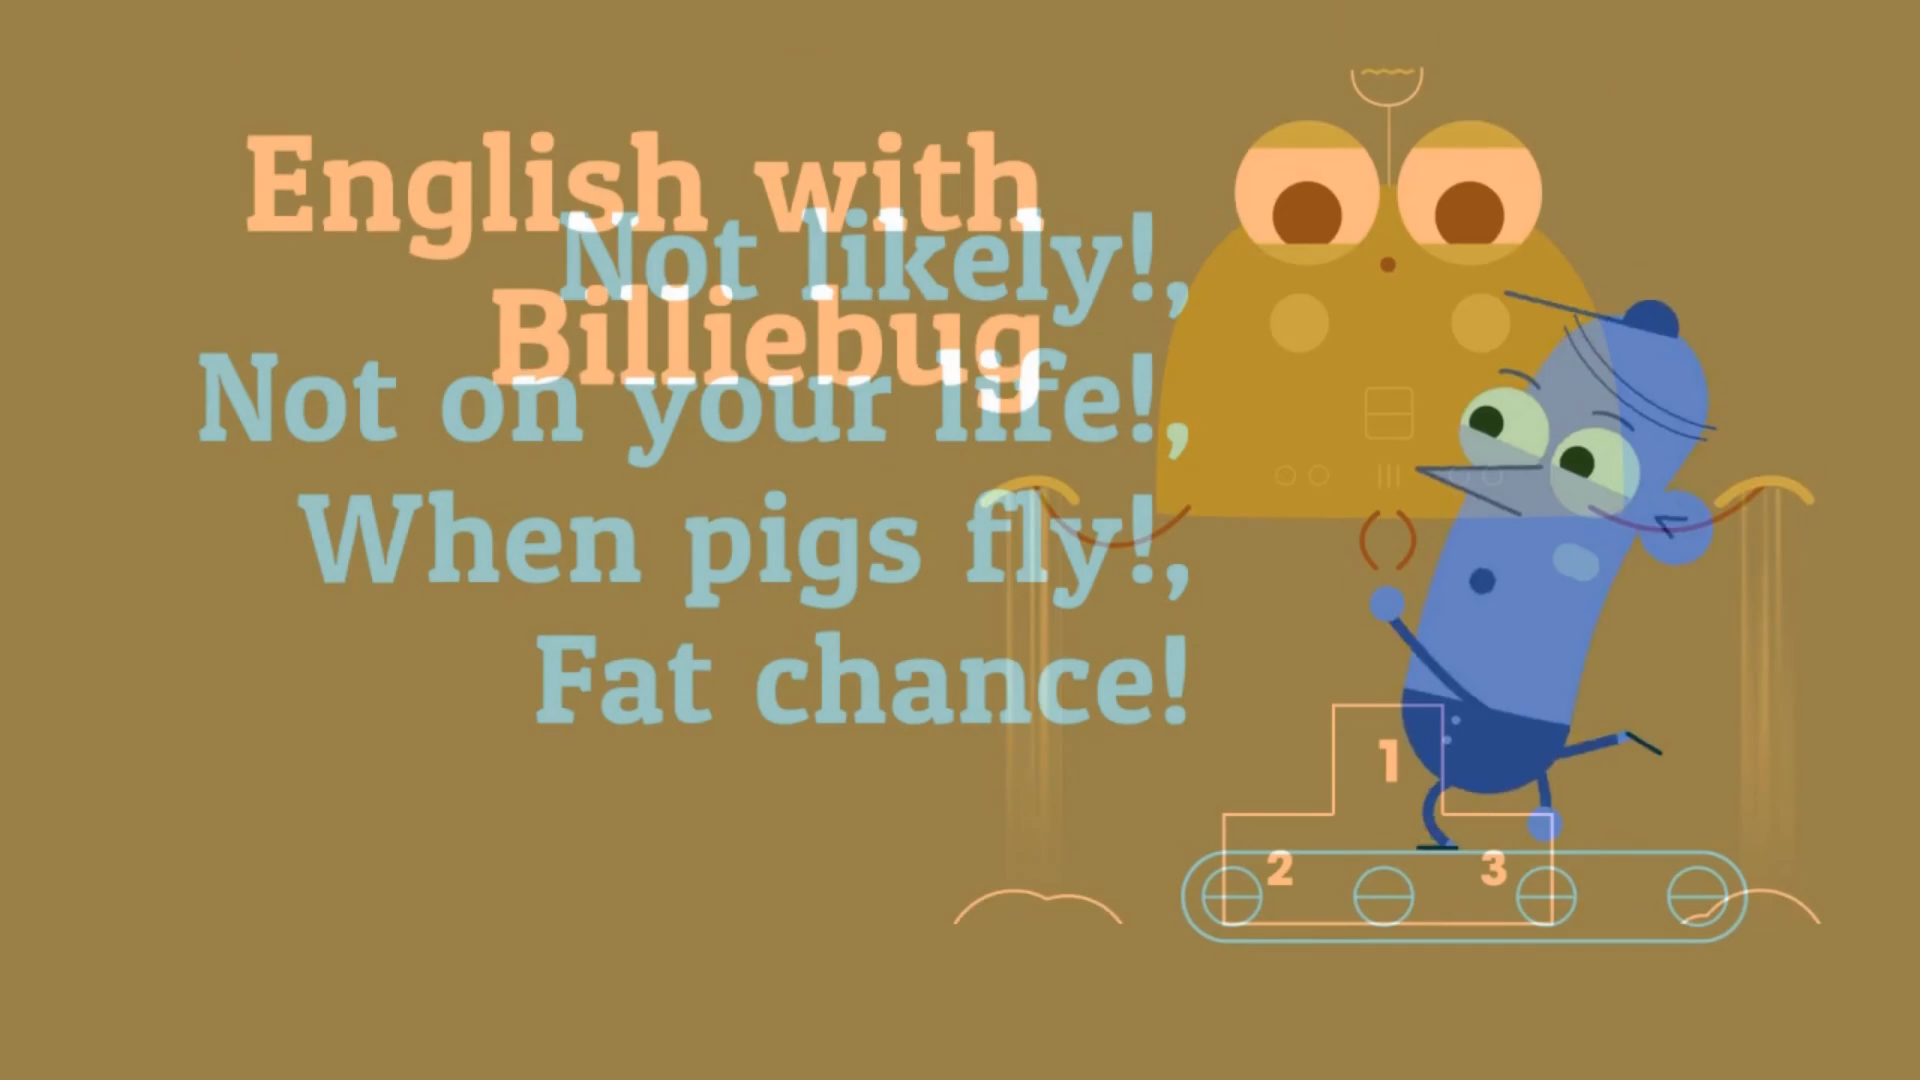 English with
Billiebug
Not likely!,
Not on your life!,
When pigs fly!,
Fat chance!
1
2 3